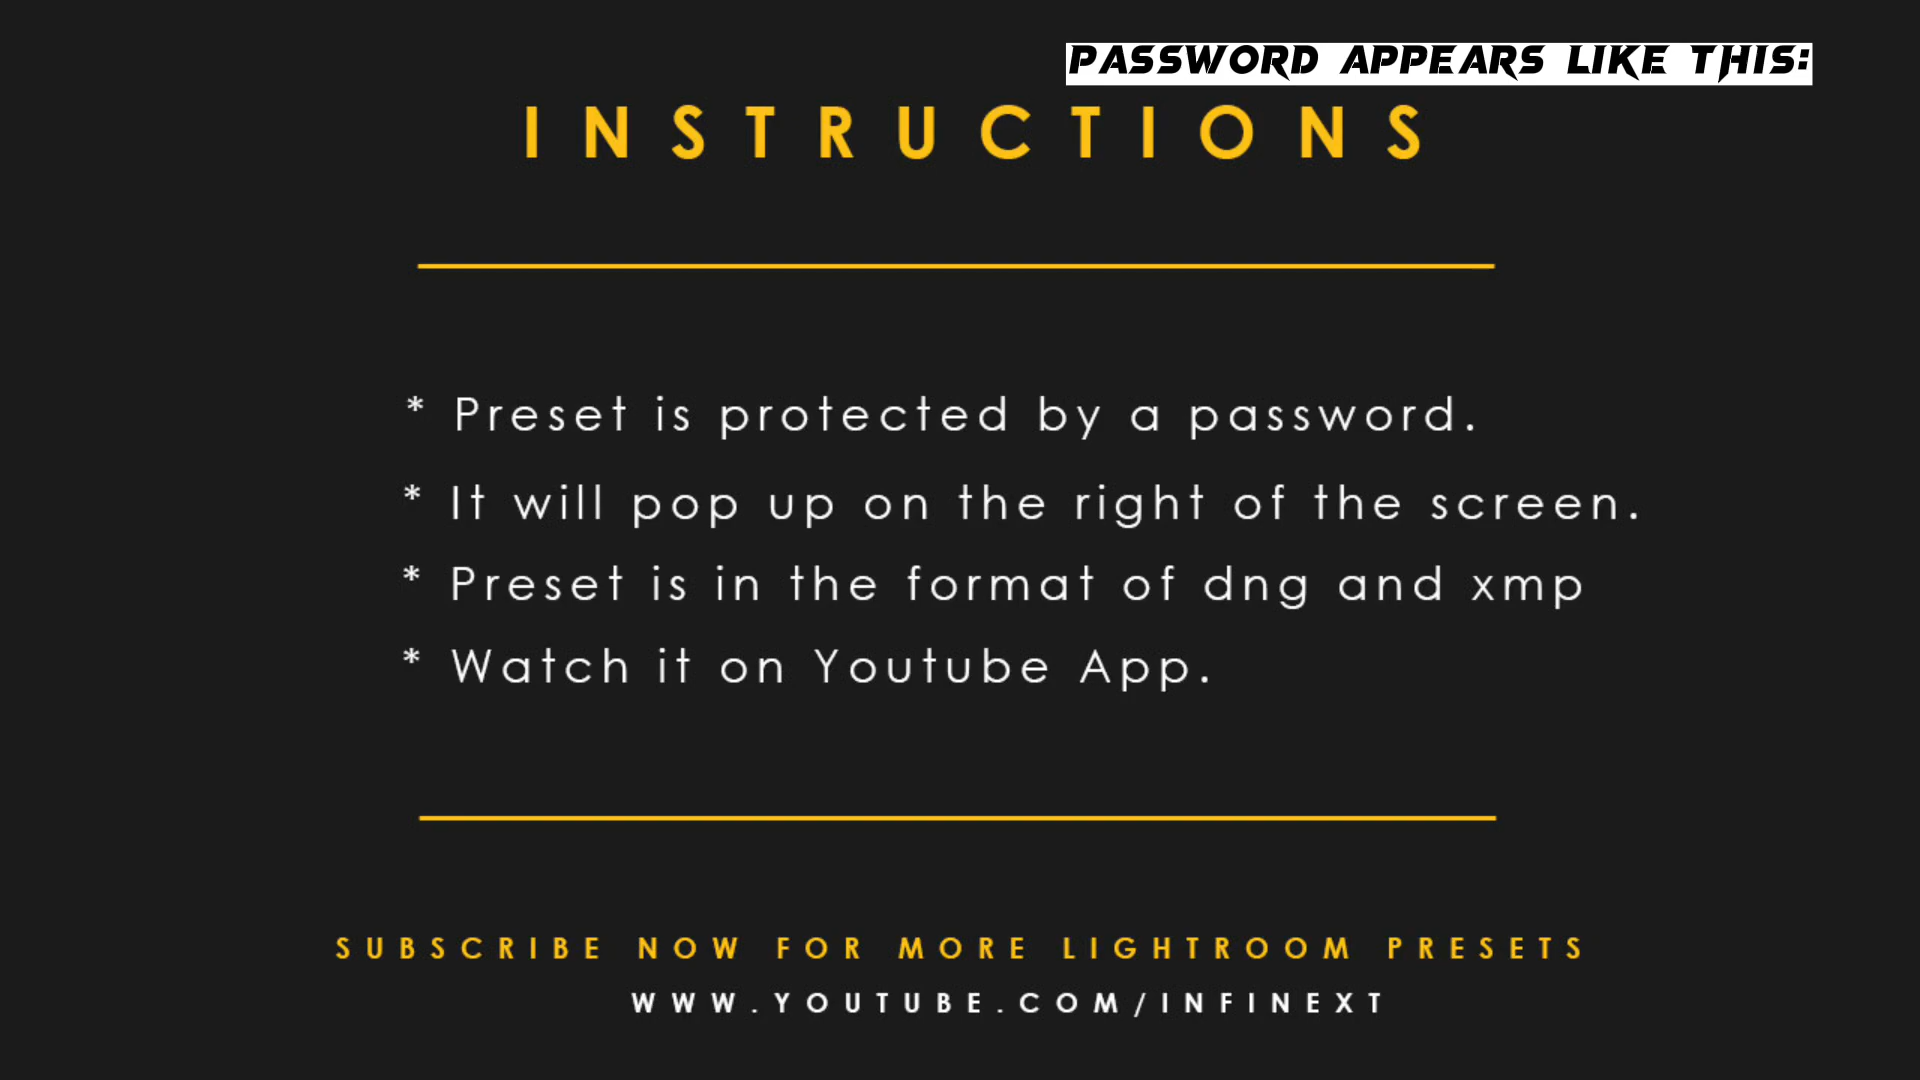 PASSWORD APPEARS LIKE THIS:
INSTRUCTIONS
* Preset is protected by a password.
* It will pop up on the right of the screen.
* Preset is in the format of dng and xmp
* Watch it on Youtube App.
SUBSCRIBE NOW FOR MORE LIGHTROOM PRESETS
WWW.YOUTUBE.COM/INFINEXT